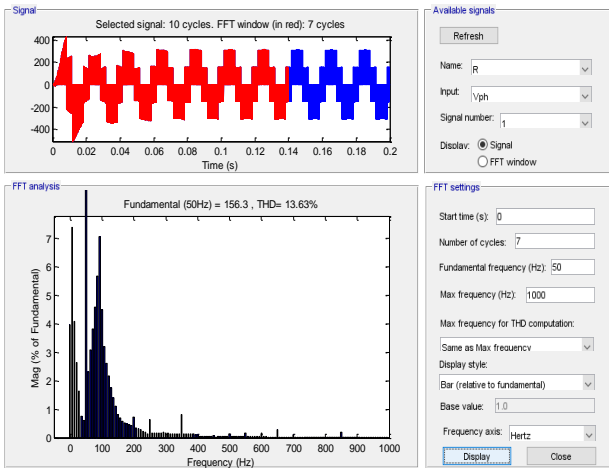 Signal
Selected signal: 10 cycles. FFT window (in red): 7 cycles
400
200
0
-200
-400
0 0.02 0.04 0.06 0.08 0.1 0.12 0.14 0.16 0.18 0.2
Time (s)
Available signals
Refresh
Name: R
Input: Vph
Signal number: 1
Display: Signal
FFT window
FFT analysis
Fundamental (50Hz) = 156.3 , THD= 13.63%
7
6
5
4
3
2
1
0
Mag (% of Fundamental)
0 100 200 300 400 500 600 700 800 900 1000
Frequency (Hz)
FFT settings
Start time (s): 0
Number of cycles: 7
Fundamental frequency (Hz): 50
Max frequency (Hz): 1000
Max frequency for THD computation:
Same as Max frequency
Display style:
Bar (relative to fundamental)
Base value: 1.0
Frequency axis: Hertz
Display Close